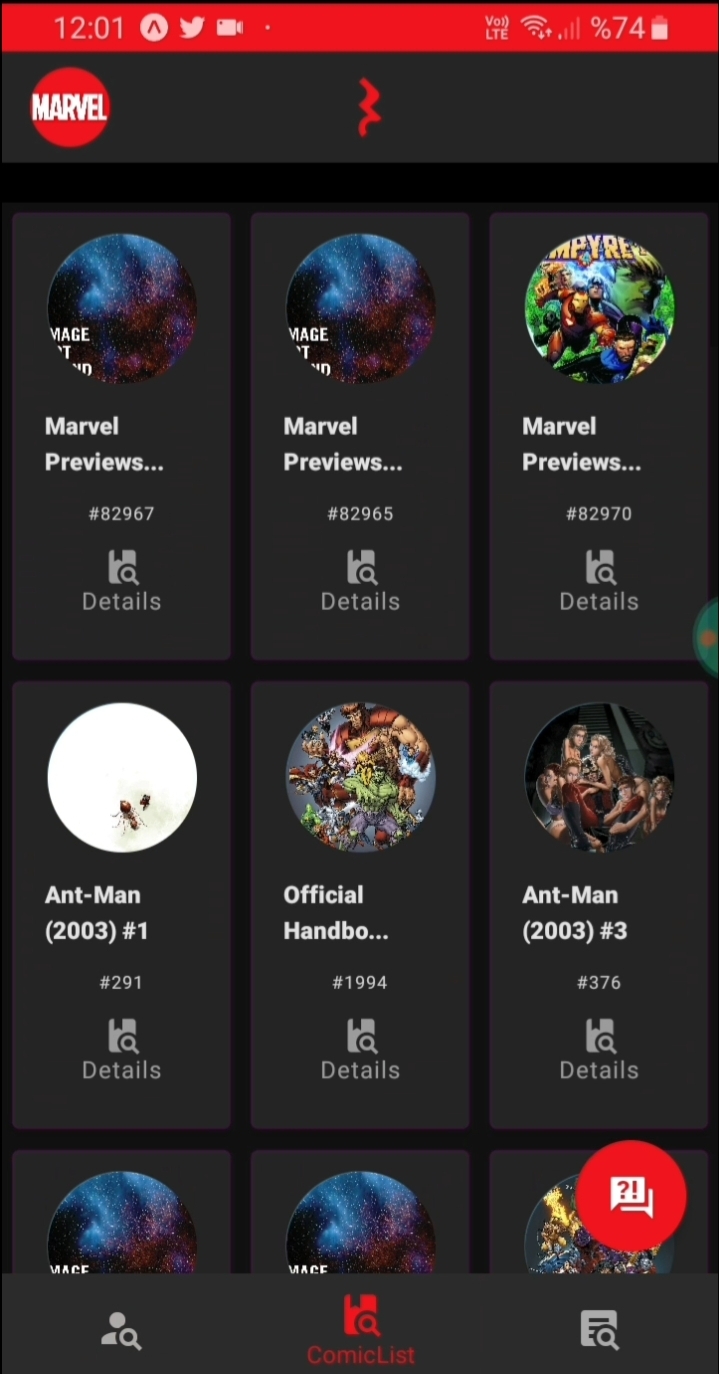 12:01
Vo))
LTE
%74
MARVEL
MAGE
MAGE
MPYRE
Marvel
Previews...
Marvel
Previews...
Marvel
Previews...
#82967
#82965
#82970
Details
Details
Details
Ant-Man
(2003) #1
Official
Handbo...
Ant-Man
(2003) #3
#291
#1994
#376
Details
Details
Details
?!
MAGE
MAGE
ComicList